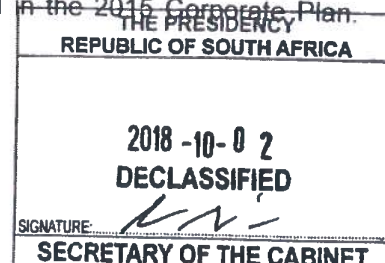 in the 2015 Corporate Plan.
THE PRESIDENCY
REPUBLIC OF SOUTH AFRICA
2018 -10- 0 2
DECLASSIFIED
SIGNATURE:
SECRETARY OF THE CABINET